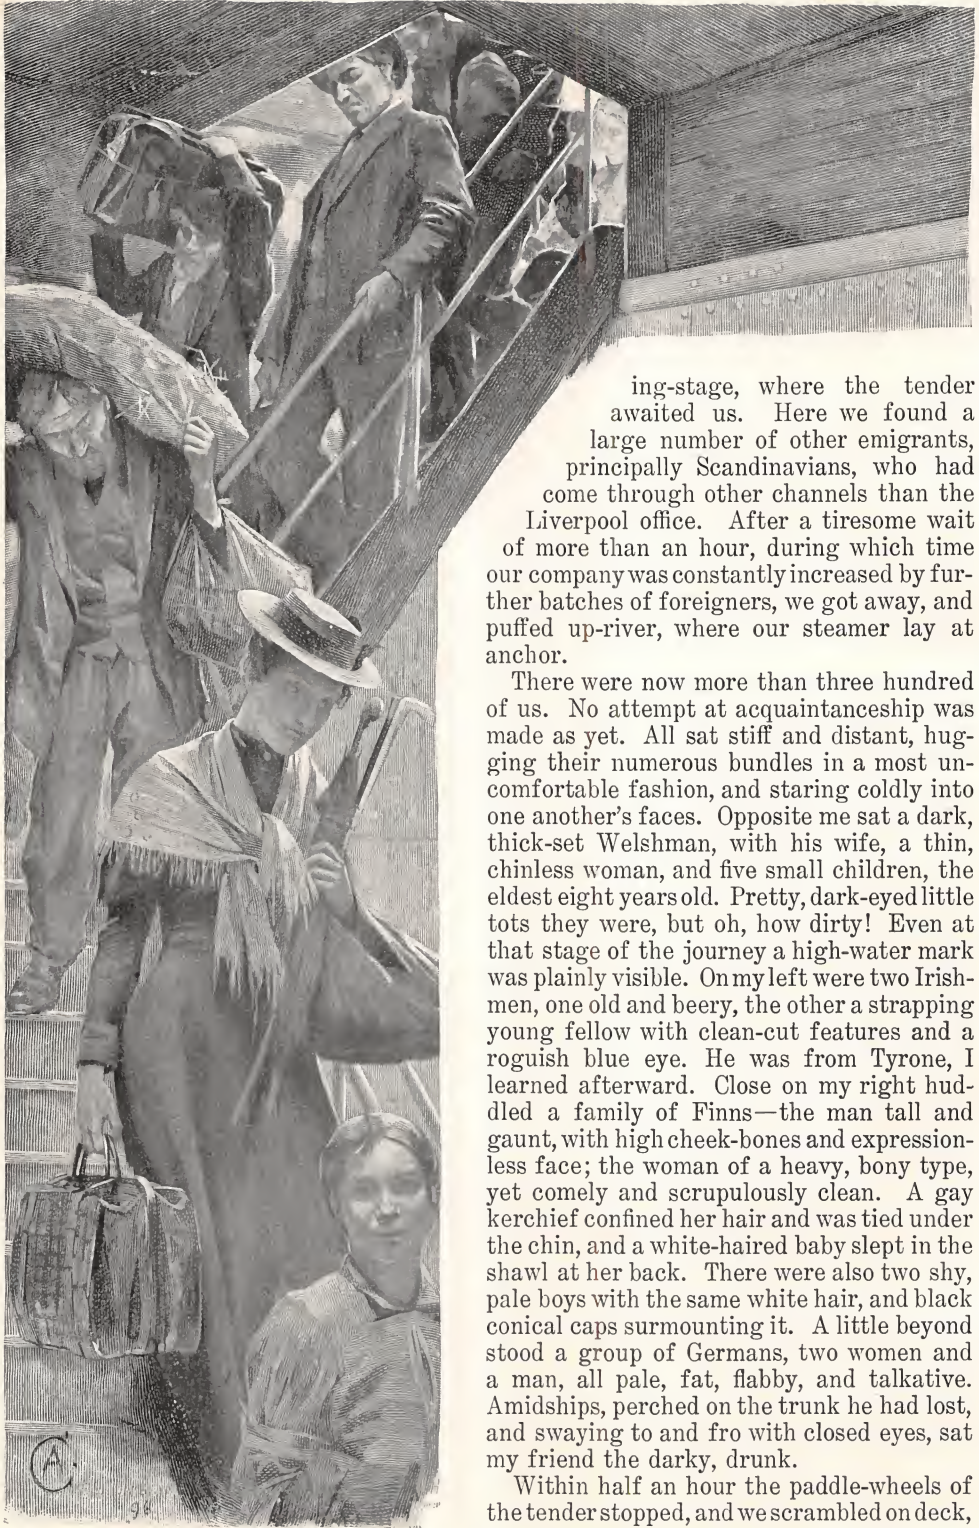 ing-stage, where the tender
awaited us. Here we found a
large number of other emigrants,
principally Scandinavians, who had
come through other channels than the
Liverpool office. After a tiresome wait
of more than an hour, during which time
our company was constantly increased by fur-
ther batches of foreigners, we got away, and
puffed up-river, where our steamer lay at
anchor.
There were now more than three hundred
of us. No attempt at acquaintanceship was
made as yet. All sat stiff and distant, hug-
ging their numerous bundles in a most un-
comfortable fashion, and staring coldly into
one another's faces. Opposite me sat a dark,
thick-set Welshman, with his wife, a thin,
chinless woman, and five small children, the
eldest eight years old. Pretty, dark-eyed little
tots they were, but oh, how dirty! Even at
that stage of the journey a high-water mark
was plainly visible. On my left were two Irish-
men, one old and beery, the other a strapping
young fellow with clean-cut features and a
roguish blue eye. He was from Tyrone, I
learned afterward. Close on my right hud-
dled a family of Finns—the man tall and
gaunt, with high cheek-bones and expression-
less face; the woman of a heavy, bony type,
yet comely and scrupulously clean. A gay
kerchief confined her hair and was tied under
the chin, and a white-haired baby slept in the
shawl at her back. There were also two shy,
pale boys with the same white hair, and black
conical caps surmounting it. A little beyond
stood a group of Germans, two women and
a man, all pale, fat, flabby, and talkative.
Amidships, perched on the trunk he had lost,
and swaying to and fro with closed eyes, sat
my friend the darky, drunk.
Within half an hour the paddle-wheels of
the tender stopped, and we scrambled on deck,